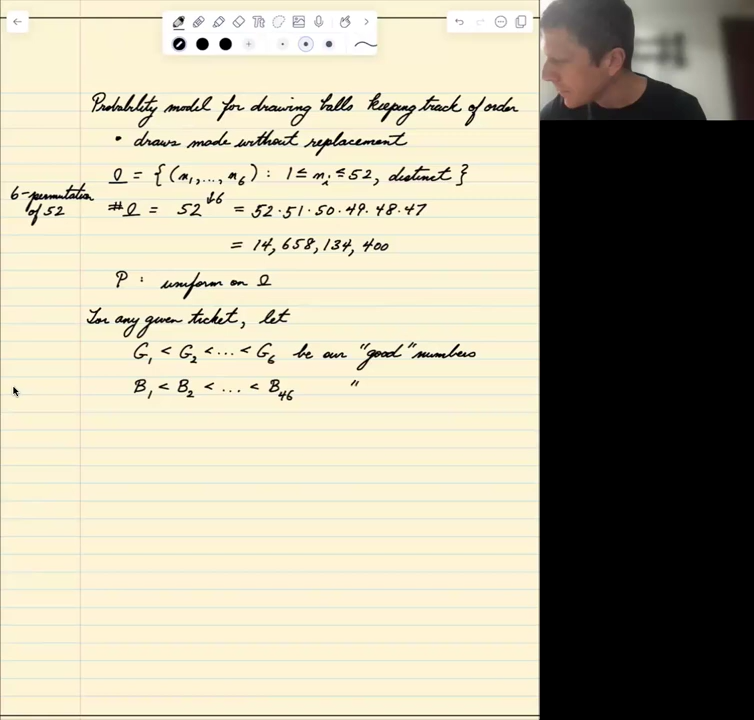 Probability model for drawing balls keeping track of order
• draws made without replacement
Ω = { (n₁,..., n₆) : 1 ≤ nᵢ ≤ 52, distinct }
6-permutation of 52
#Ω = 52^↓6 = 52·51·50·49·48·47
= 14,658,134,400
P : uniform on Ω
For any given ticket, let
G₁ < G₂ < ... < G₆ be our "good" numbers
B₁ < B₂ < ... < B₄₆ "